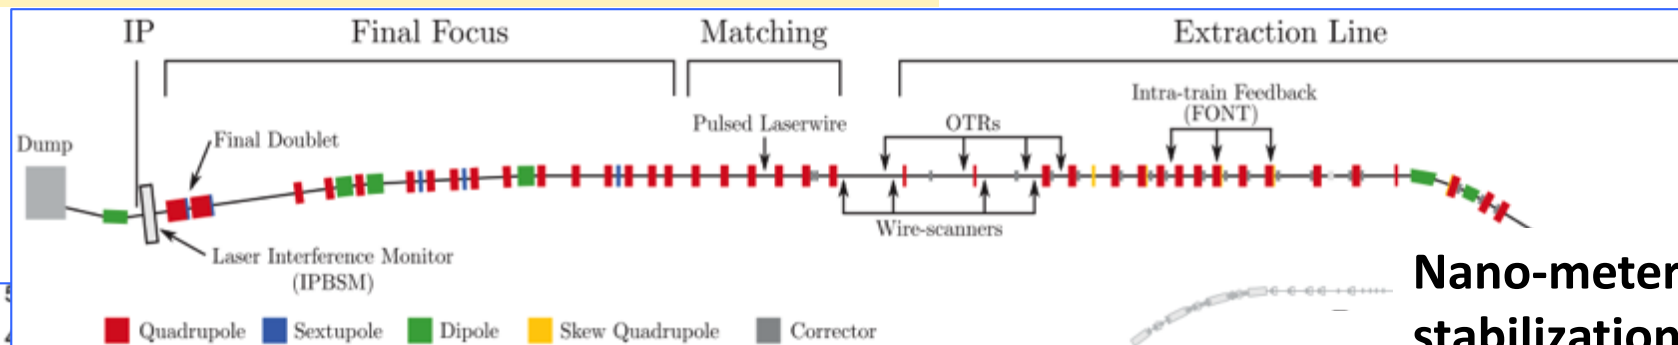 IP
Final Focus
Matching
Extraction Line
Intra-train Feedback
(FONT)
Pulsed Laserwire
OTRs
Final Doublet
Dump
Wire-scanners
Laser Interference Monitor
(IPBSM)
Nano-meter
stabilization
Quadrupole
Sextupole
Dipole
Skew Quadrupole
Corrector